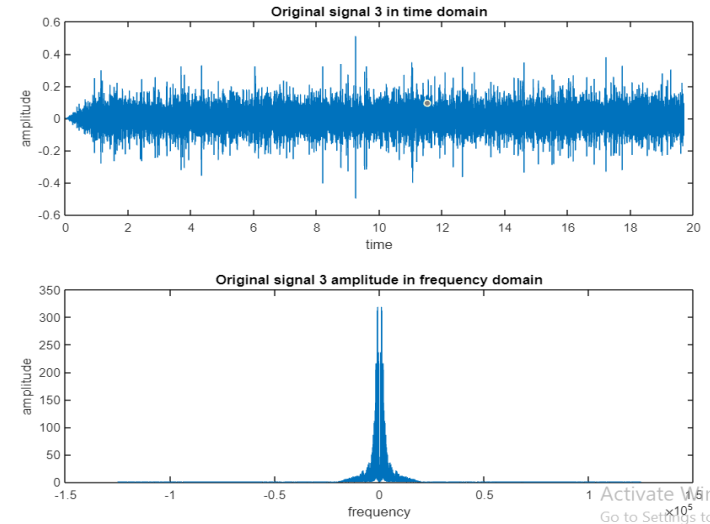 Original signal 3 in time domain
0.6
0.4
0.2
0
-0.2
-0.4
-0.6
amplitude
0 2 4 6 8 10 12 14 16 18 20
time
Original signal 3 amplitude in frequency domain
350
300
250
200
150
100
50
0
amplitude
-1.5 -1 -0.5 0 0.5 1 1.5
×10⁵
frequency
Activate
Go to Settings to